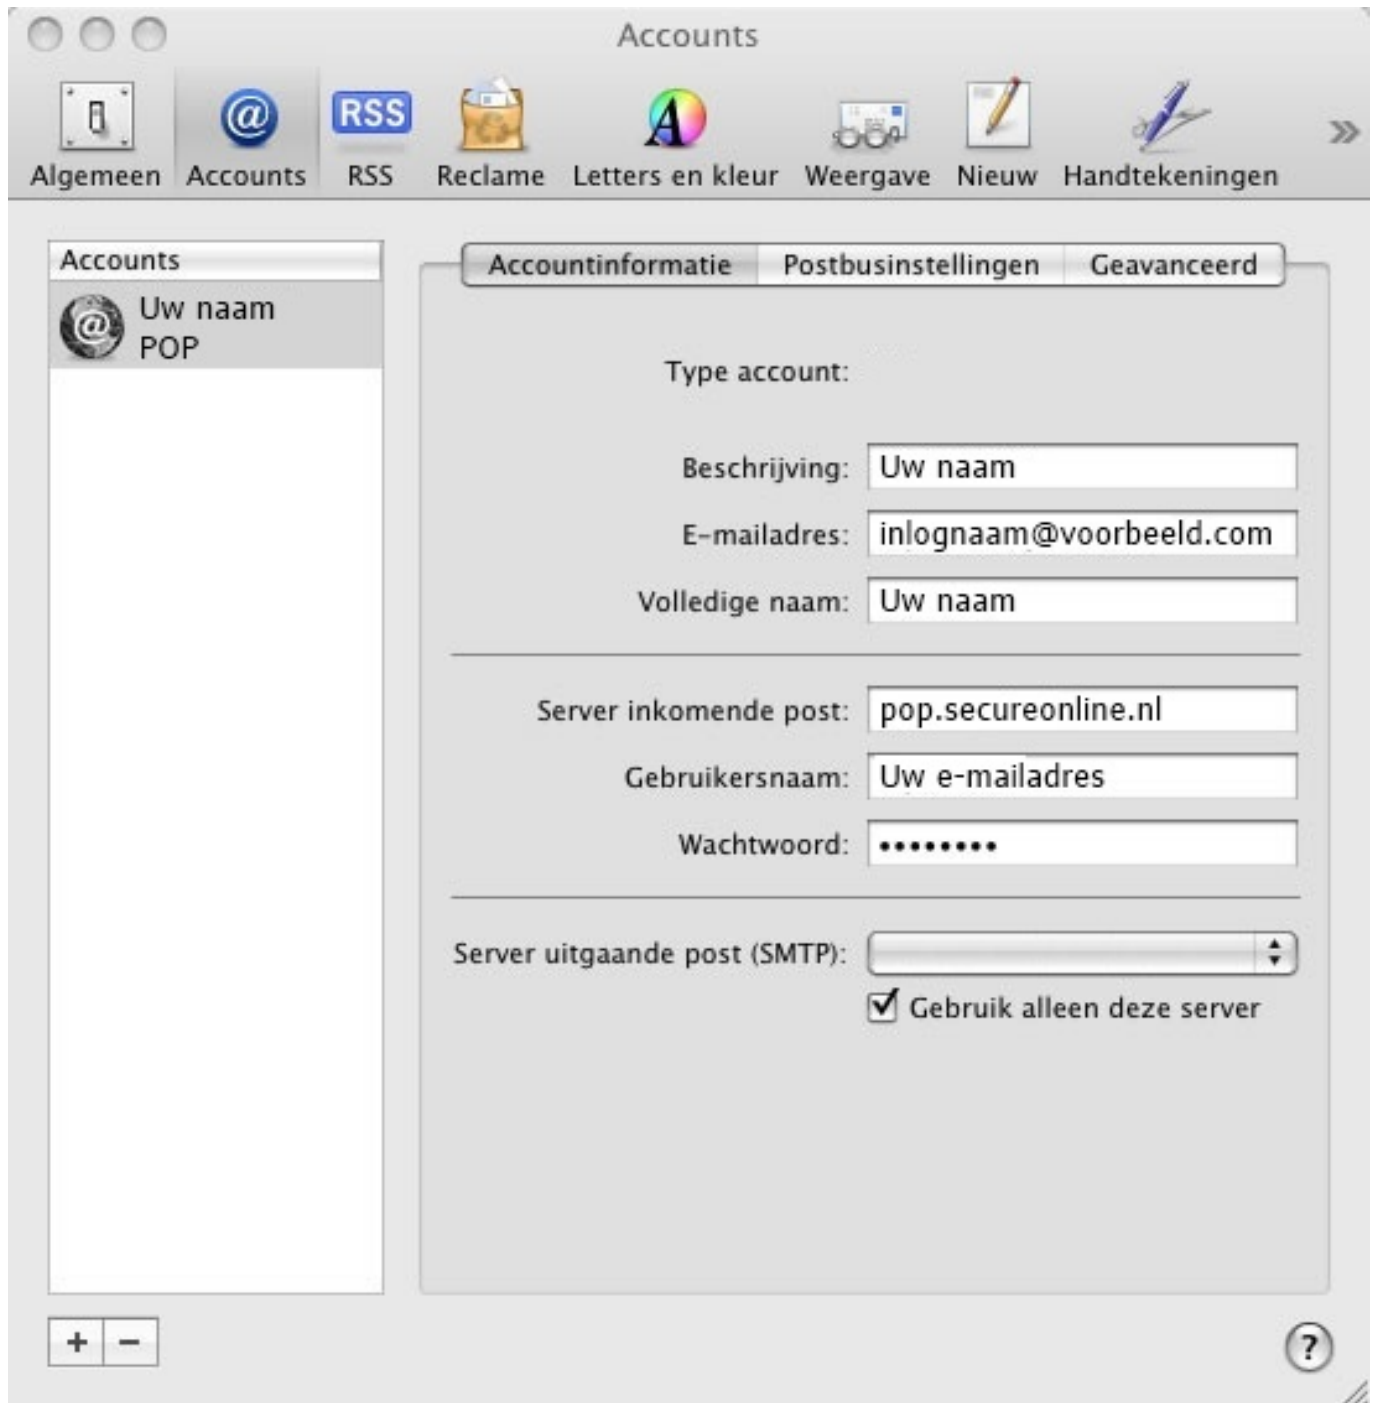 Accounts
RSS
Algemeen Accounts RSS Reclame Letters en kleur Weergave Nieuw Handtekeningen
Accounts
Uw naam
POP
Accountinformatie Postbusinstellingen Geavanceerd
Type account:
Beschrijving: Uw naam
E-mailadres: inlognaam@voorbeeld.com
Volledige naam: Uw naam
Server inkomende post: pop.secureonline.nl
Gebruikersnaam: Uw e-mailadres
Wachtwoord: ••••••••
Server uitgaande post (SMTP):
Gebruik alleen deze server